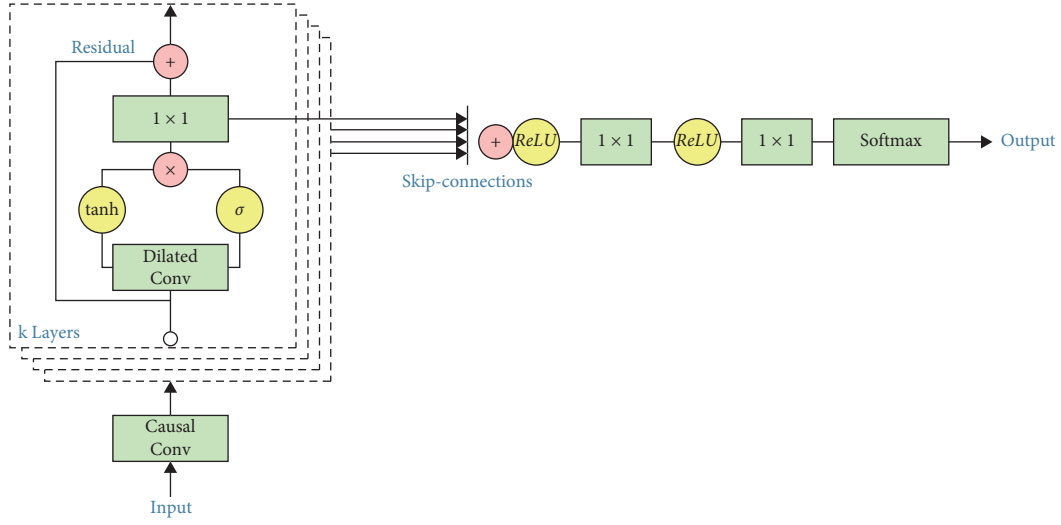 Residual
+
1 × 1
×
tanh
σ
Dilated
Conv
k Layers
Causal
Conv
Input
Skip-connections
+
ReLU
1 × 1
ReLU
1 × 1
Softmax
Output